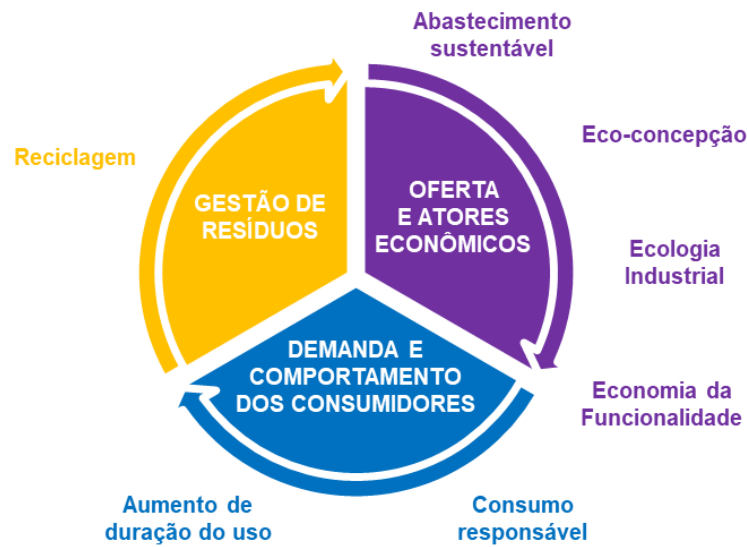 Abastecimento
sustentável
Eco-concepção
Reciclagem
GESTÃO DE
RESÍDUOS
OFERTA
E ATORES
ECONÔMICOS
Ecologia
Industrial
DEMANDA E
COMPORTAMENTO
DOS CONSUMIDORES
Economia da
Funcionalidade
Aumento de
duração do uso
Consumo
responsável